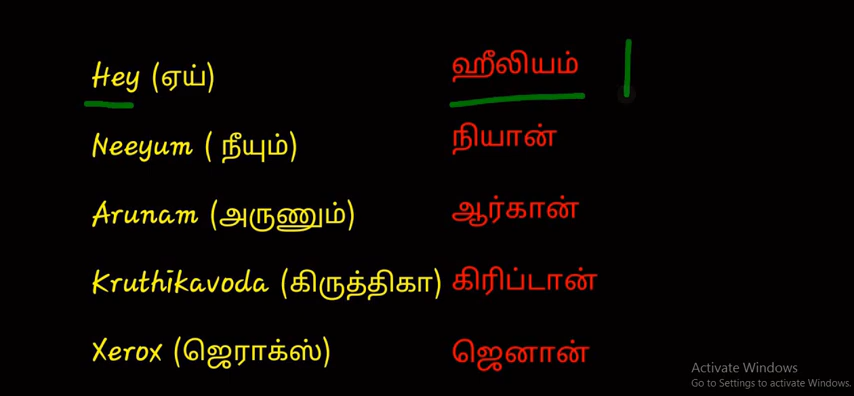 Hey (ஏய்) ஹீலியம்
Neeyum ( நீயும்) நியான்
Arunam (அருணும்) ஆர்கான்
Kruthikavoda (கிருத்திகா) கிரிப்டான்
Xerox (ஜெராக்ஸ்) ஜெனான்
Activate Windows
Go to Settings to activate Windows.